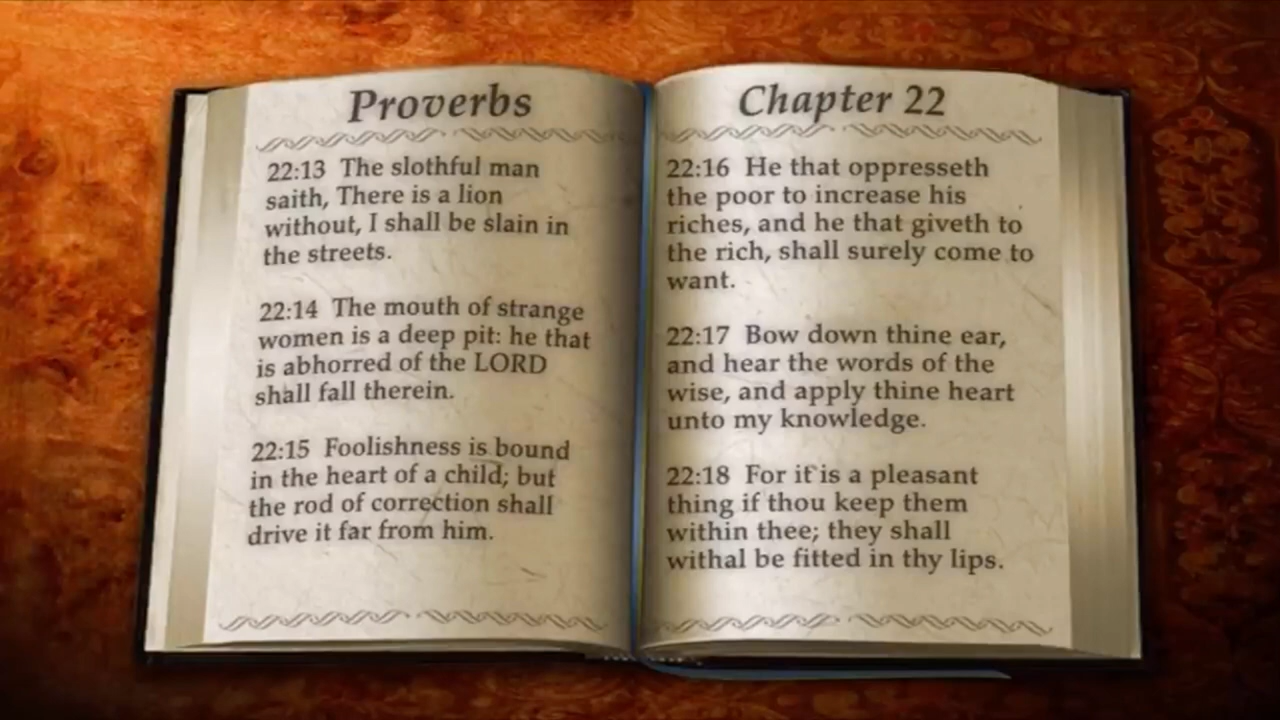 Proverbs
22:13 The slothful man
saith, There is a lion
without, I shall be slain in
the streets.
22:14 The mouth of strange
women is a deep pit: he that
is abhorred of the LORD
shall fall therein.
22:15 Foolishness is bound
in the heart of a child; but
the rod of correction shall
drive it far from him.
Chapter 22
22:16 He that oppresseth
the poor to increase his
riches, and he that giveth to
the rich, shall surely come to
want.
22:17 Bow down thine ear,
and hear the words of the
wise, and apply thine heart
unto my knowledge.
22:18 For it is a pleasant
thing if thou keep them
within thee; they shall
withal be fitted in thy lips.